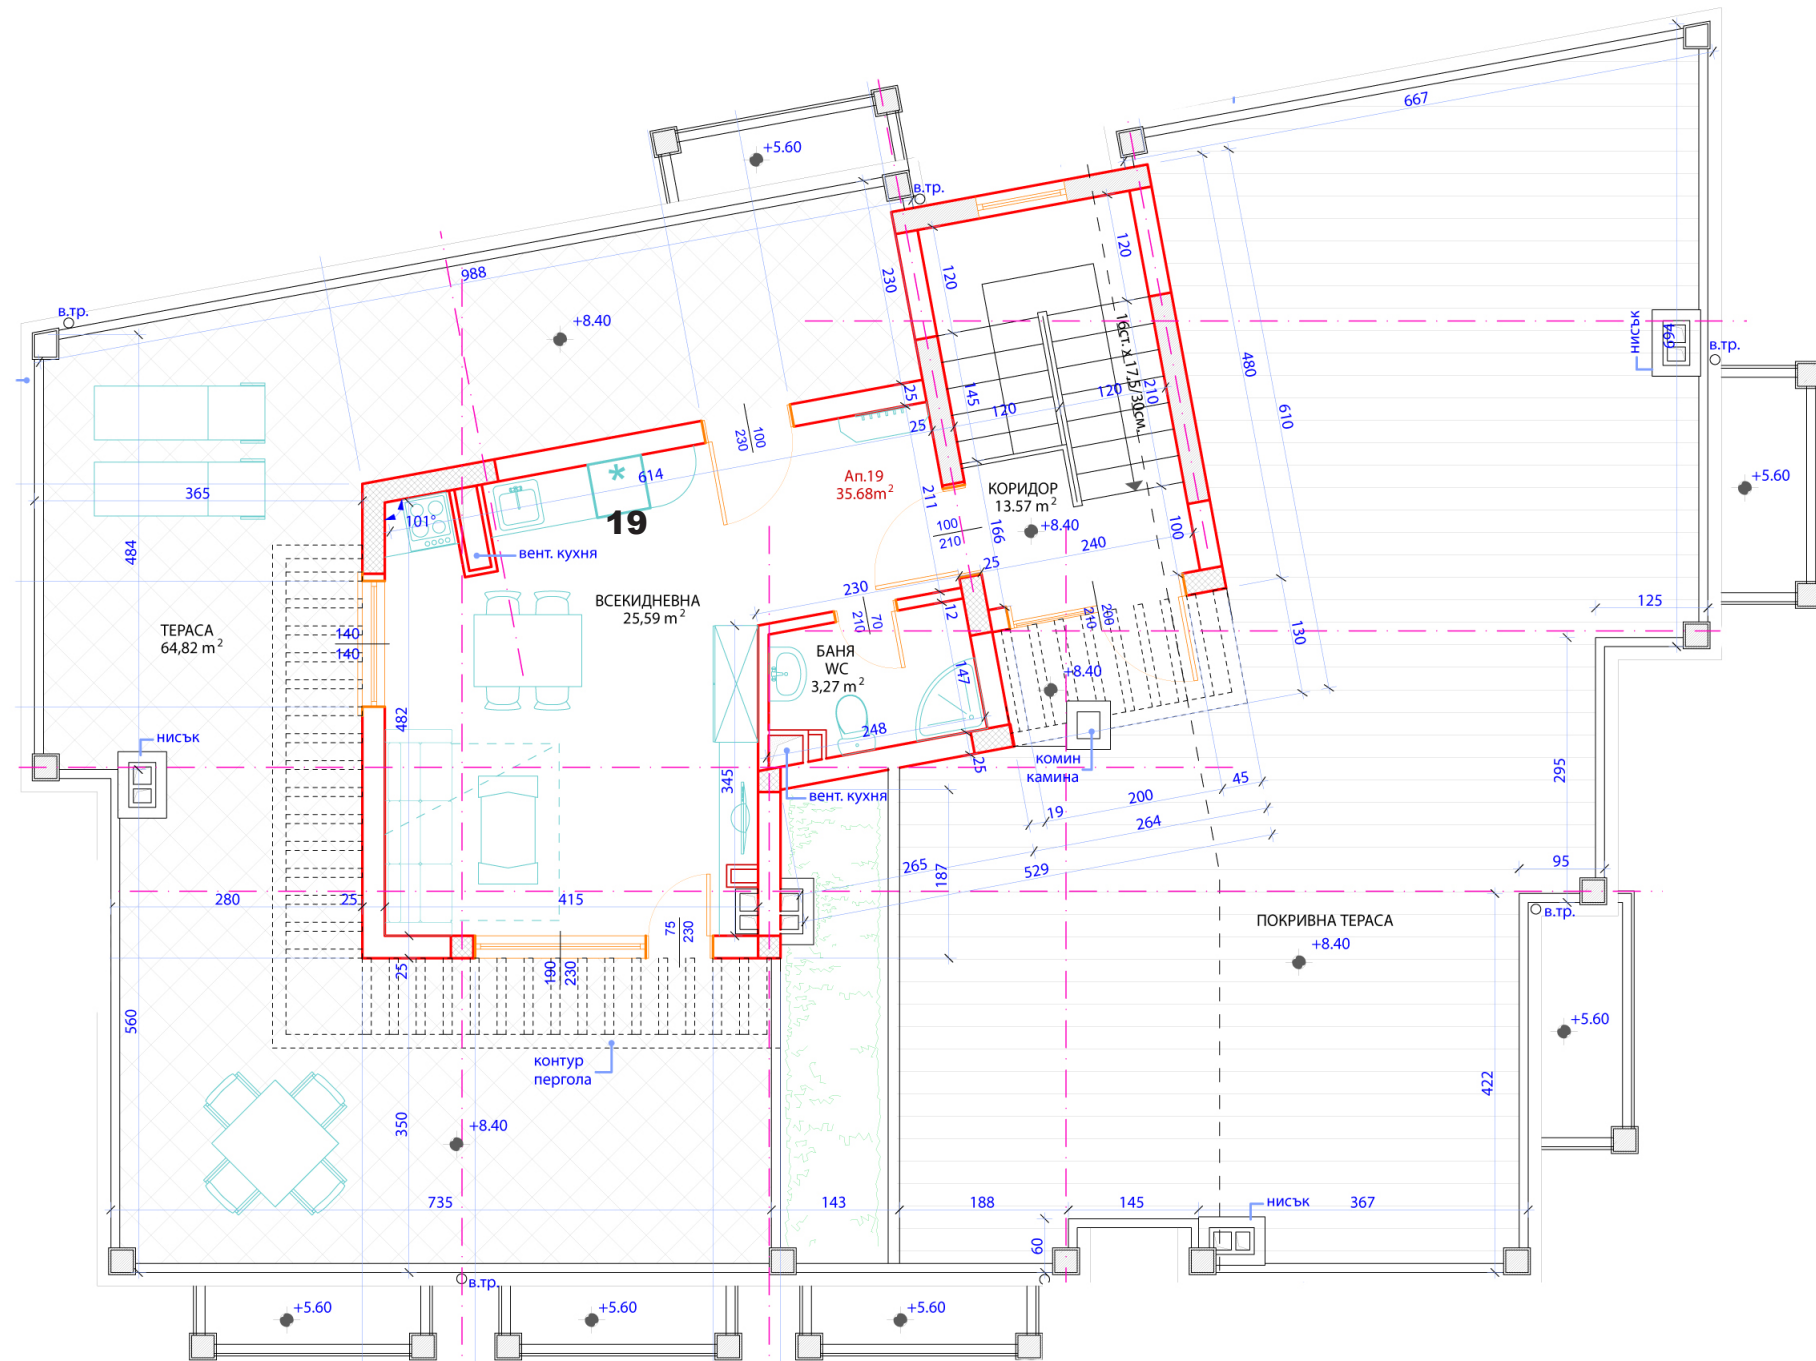 667
+5.60
в.тр.
988
230
120
120
в.тр.
+8.40
16ст. x 17,5/30см.
нисък
694
в.тр.
480
610
145
120
120
210
25
25
100
230
614
Ап.19
35.68m²
365
101°
19
211
КОРИДОР
13.57 m²
+8.40
+5.60
100
210
166
240
100
484
вент. кухня
25
230
ВСЕКИДНЕВНА
25,59 m²
ТЕРАСА
64,82 m²
140
140
70
210
12
210
200
130
125
БАНЯ
WC
3,27 m²
147
+8.40
482
248
нисък
25
комин
камина
345
вент. кухня
295
45
200
19
264
265
529
187
95
280
25
415
ПОКРИВНА ТЕРАСА
+8.40
в.тр.
75
230
25
190
230
560
контур
пергола
+5.60
422
350
+8.40
735
143
188
145
нисък
367
60
в.тр.
+5.60
+5.60
+5.60